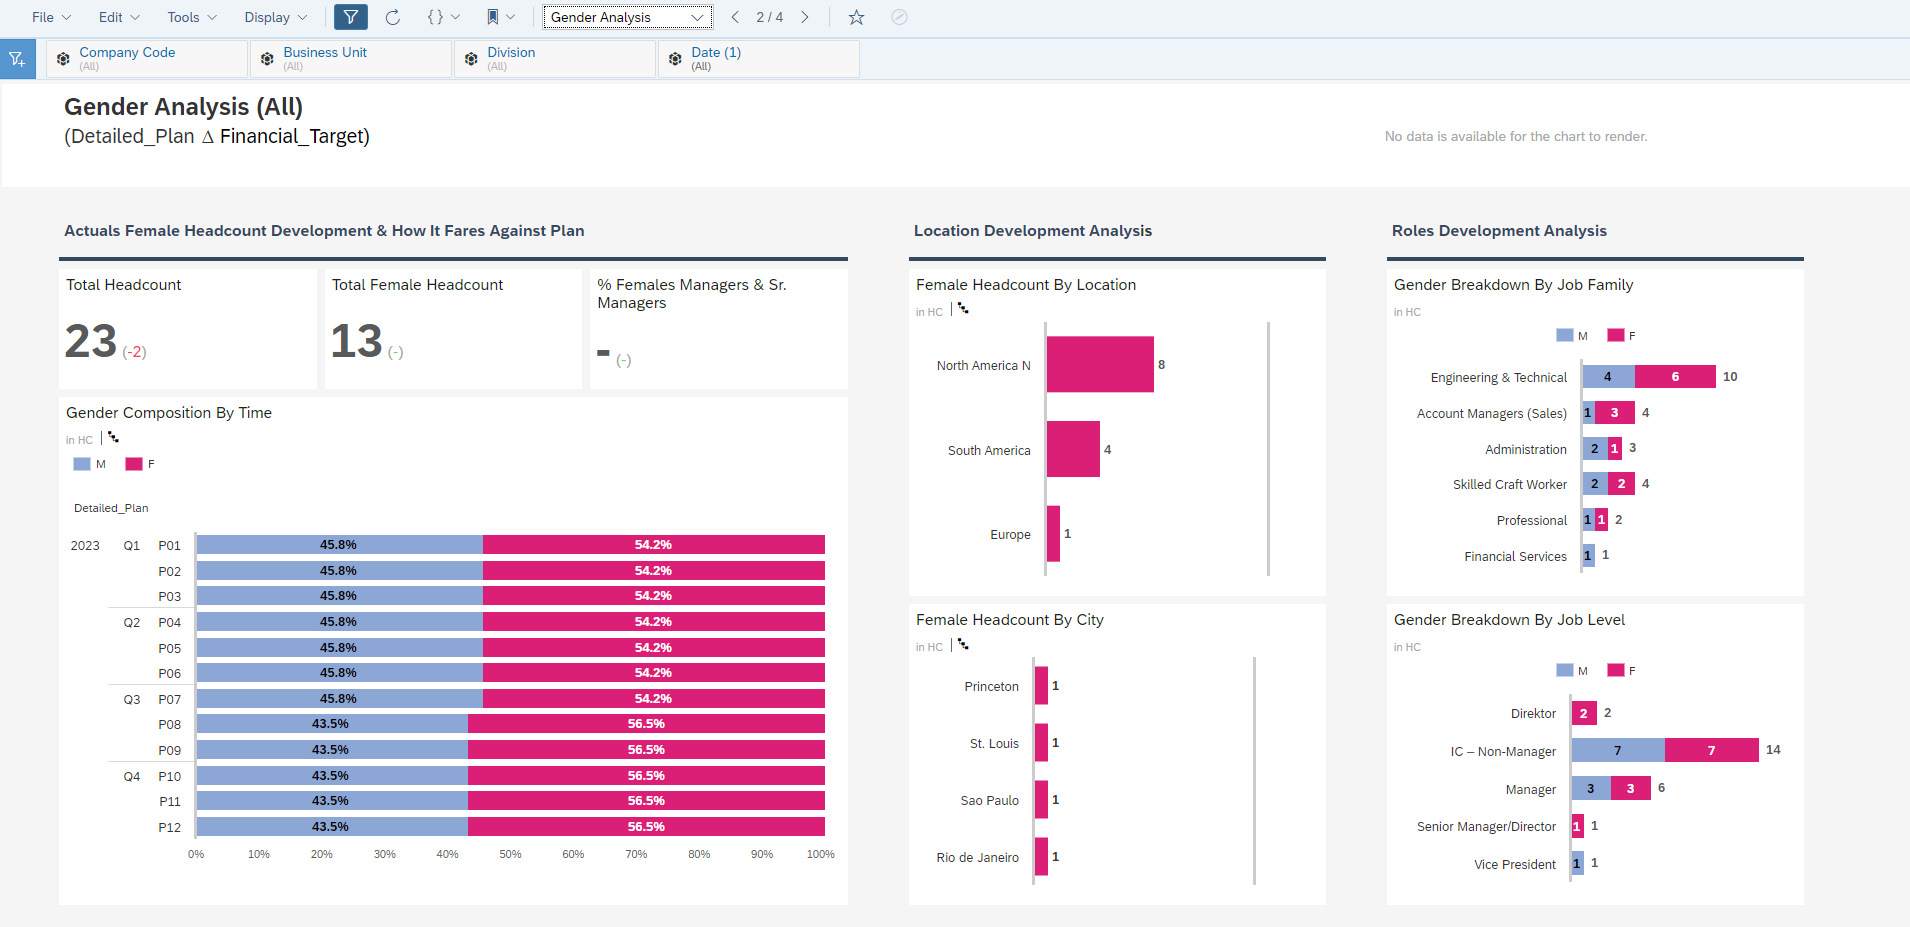 File Edit Tools Display { } Gender Analysis 2 / 4
Company Code
(All)
Business Unit
(All)
Division
(All)
Date (1)
(All)
Gender Analysis (All)
(Detailed_Plan Δ Financial_Target)
No data is available for the chart to render.
Actuals Female Headcount Development & How It Fares Against Plan
Total Headcount
23 (-2)
Total Female Headcount
13 (-)
% Females Managers & Sr.
Managers
- (-)
Gender Composition By Time
in HC
M F
Detailed_Plan
2023 Q1 P01 45.8% 54.2%
P02 45.8% 54.2%
P03 45.8% 54.2%
Q2 P04 45.8% 54.2%
P05 45.8% 54.2%
P06 45.8% 54.2%
Q3 P07 45.8% 54.2%
P08 43.5% 56.5%
P09 43.5% 56.5%
Q4 P10 43.5% 56.5%
P11 43.5% 56.5%
P12 43.5% 56.5%
0% 10% 20% 30% 40% 50% 60% 70% 80% 90% 100%
Location Development Analysis
Female Headcount By Location
in HC
North America N 8
South America 4
Europe 1
Female Headcount By City
in HC
Princeton 1
St. Louis 1
Sao Paulo 1
Rio de Janeiro 1
Roles Development Analysis
Gender Breakdown By Job Family
in HC
M F
Engineering & Technical 4 6 10
Account Managers (Sales) 1 3 4
Administration 2 1 3
Skilled Craft Worker 2 2 4
Professional 1 1 2
Financial Services 1 1
Gender Breakdown By Job Level
in HC
M F
Direktor 2 2
IC – Non-Manager 7 7 14
Manager 3 3 6
Senior Manager/Director 1 1
Vice President 1 1